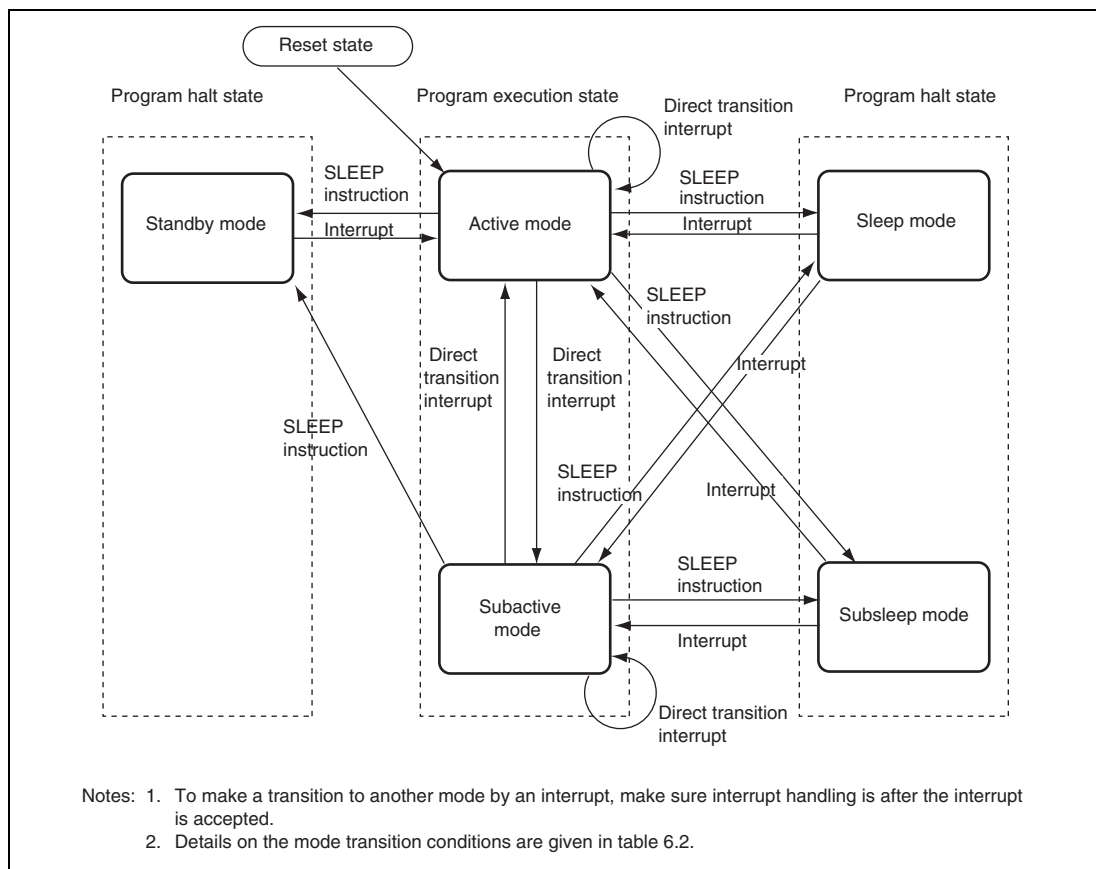 Reset state
Program halt state
Program execution state
Program halt state
Direct transition
interrupt
SLEEP
instruction
SLEEP
instruction
Standby mode
Active mode
Sleep mode
Interrupt
Interrupt
SLEEP
instruction
Direct
transition
interrupt
Direct
transition
interrupt
Interrupt
SLEEP
instruction
SLEEP
instruction
Interrupt
SLEEP
instruction
Subactive
mode
Subsleep mode
Interrupt
Direct transition
interrupt
Notes: 1. To make a transition to another mode by an interrupt, make sure interrupt handling is after the interrupt
is accepted.
2. Details on the mode transition conditions are given in table 6.2.